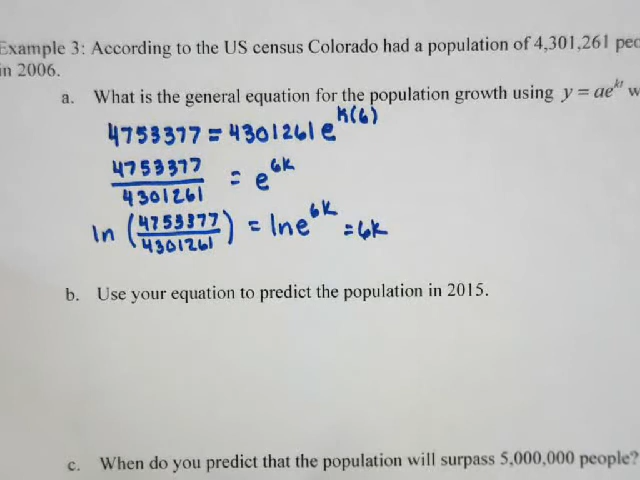 Example 3: According to the US census Colorado had a population of 4,301,261
in 2006.
a. What is the general equation for the population growth using y = ae^{kt}
4753377 = 4301261 e^{k(6)}
4753377/4301261 = e^{6k}
ln (4753377/4301261) = ln e^{6k} = 6k
b. Use your equation to predict the population in 2015.
c. When do you predict that the population will surpass 5,000,000 people?